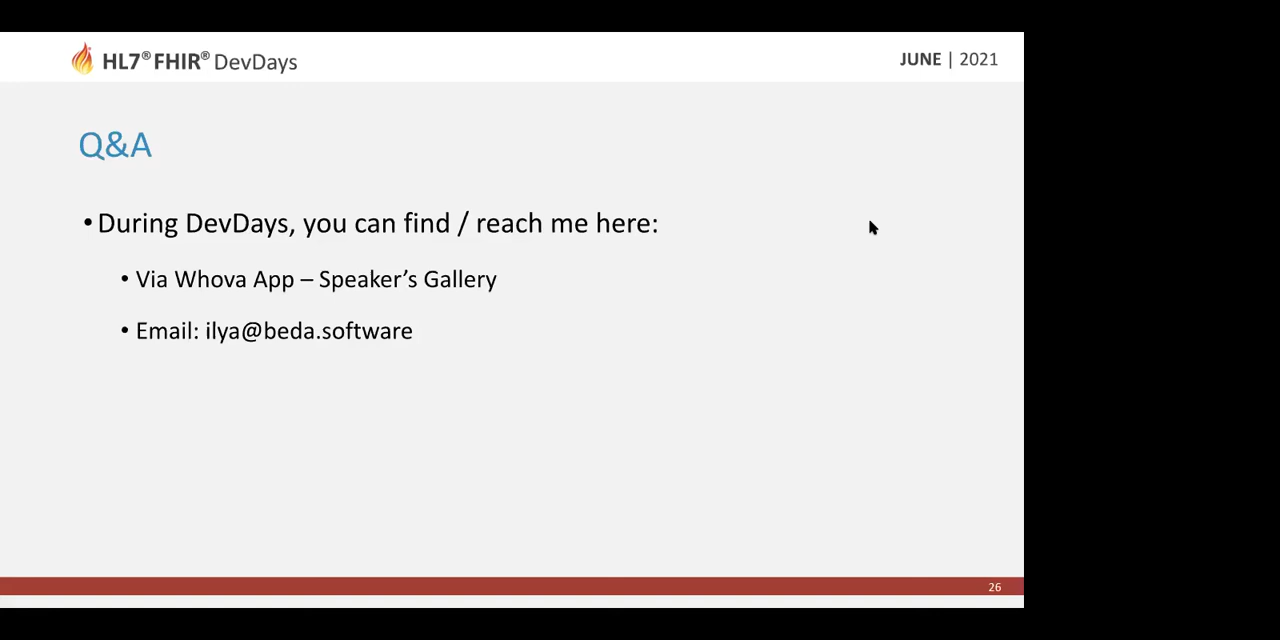 HL7® FHIR® DevDays
JUNE | 2021
Q&A
• During DevDays, you can find / reach me here:
• Via Whova App – Speaker’s Gallery
• Email: ilya@beda.software
26